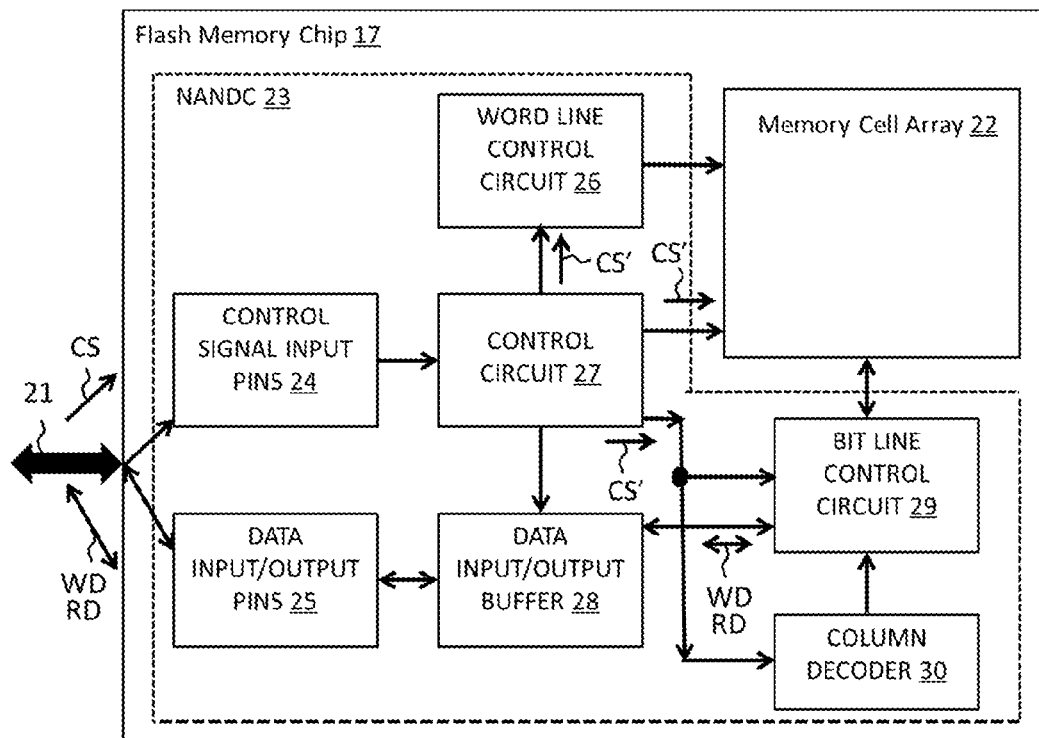 Flash Memory Chip 17
NANDC 23
WORD LINE
CONTROL
CIRCUIT 26
Memory Cell Array 22
CS'
CS'
CONTROL
SIGNAL INPUT
PINS 24
CONTROL
CIRCUIT 27
CS
21
CS'
BIT LINE
CONTROL
CIRCUIT 29
DATA
INPUT/OUTPUT
PINS 25
DATA
INPUT/OUTPUT
BUFFER 28
WD
RD
WD
RD
COLUMN
DECODER 30